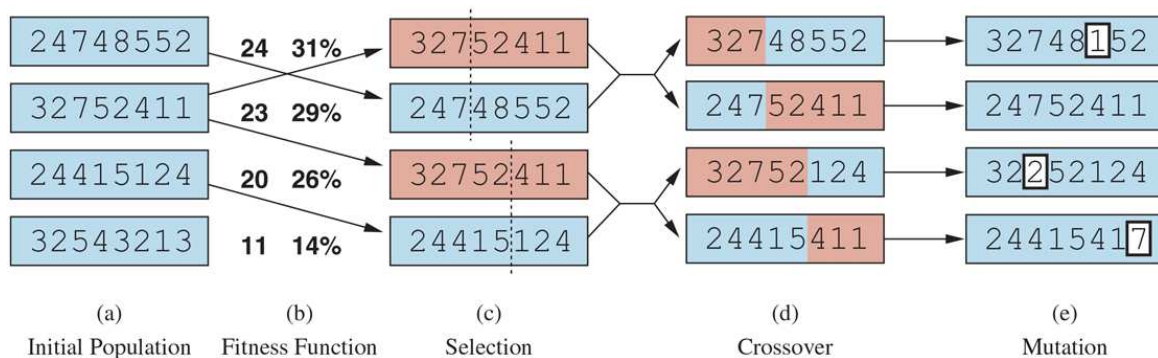 24748552 24 31% 32752411 32748552 32748152
32752411 23 29% 24748552 24752411 24752411
24415124 20 26% 32752411 32752124 32252124
32543213 11 14% 24415124 24415411 24415417
(a) (b) (c) (d) (e)
Initial Population Fitness Function Selection Crossover Mutation